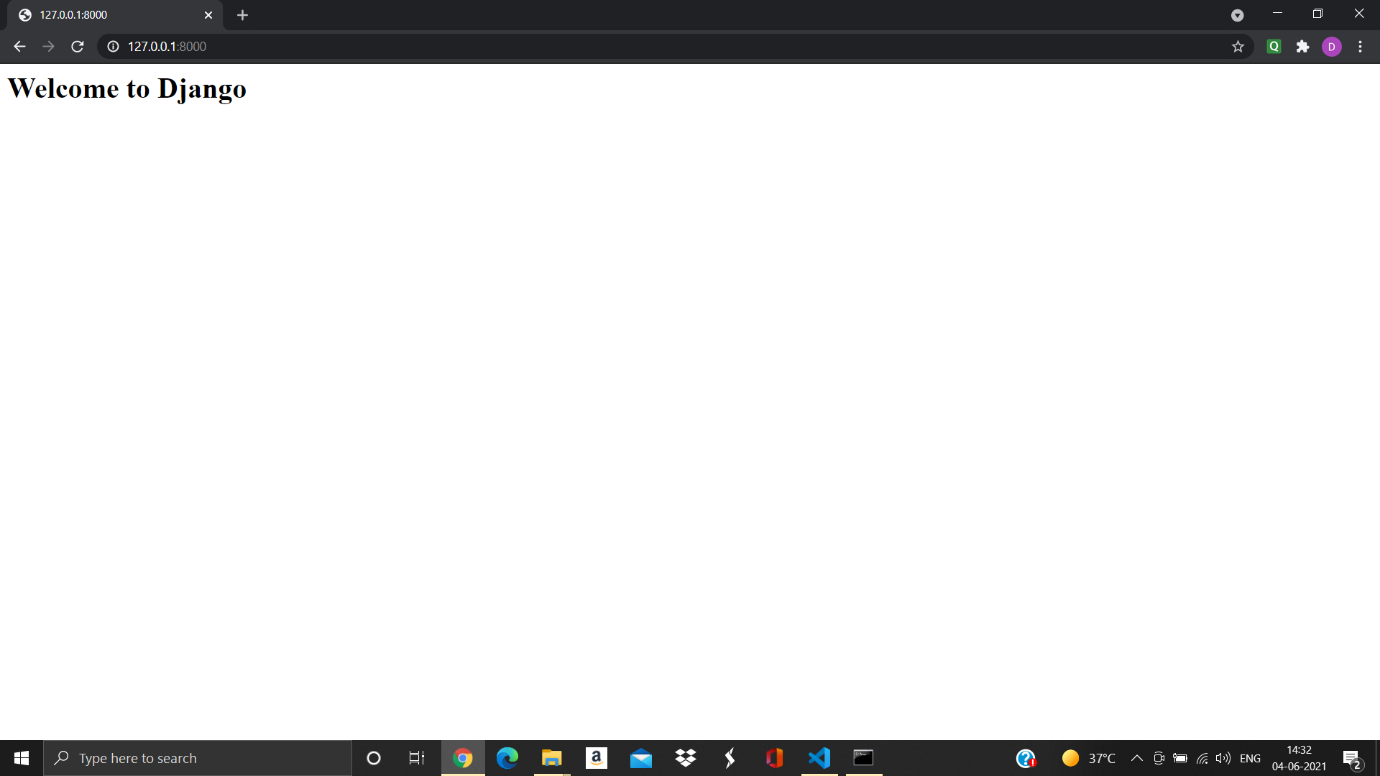 127.0.0.1:8000
127.0.0.1:8000
Q
D
Welcome to Django
Type here to search
a
37°C
ENG
14:32
04-06-2021
2